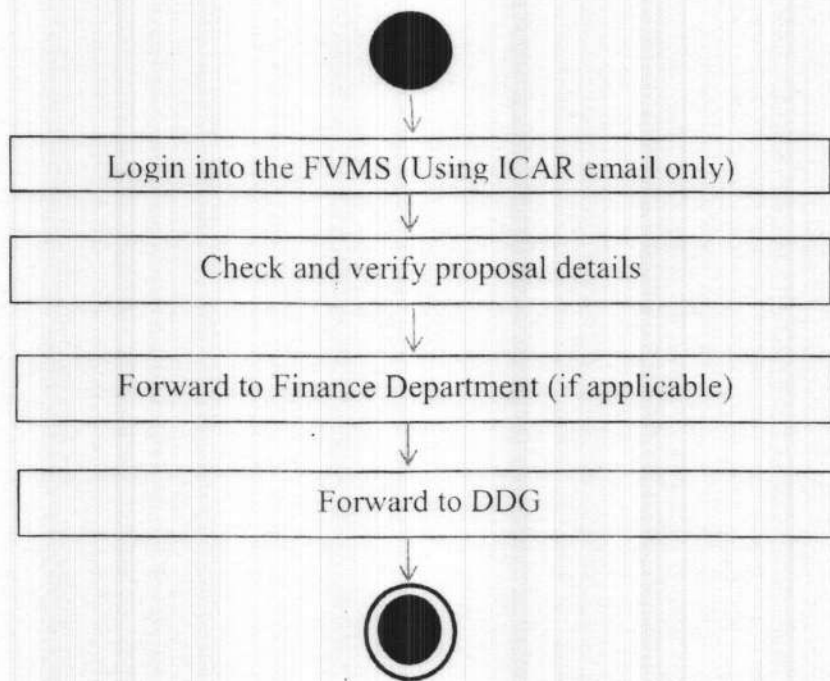 Login into the FVMS (Using ICAR email only)
Check and verify proposal details
Forward to Finance Department (if applicable)
Forward to DDG